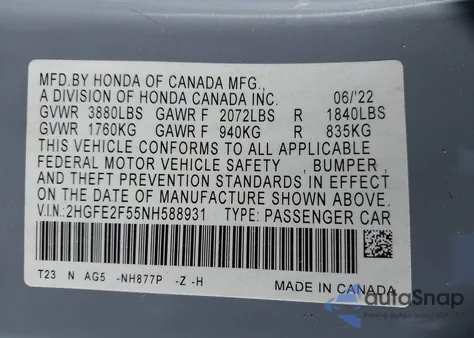 MFD.BY HONDA OF CANADA MFG.,
A DIVISION OF HONDA CANADA INC. 06/'22
GVWR 3880LBS GAWR F 2072LBS R 1840LBS
GVWR 1760KG GAWR F 940KG R 835KG
THIS VEHICLE CONFORMS TO ALL APPLICABLE
FEDERAL MOTOR VEHICLE SAFETY , BUMPER ,
AND THEFT PREVENTION STANDARDS IN EFFECT
ON THE DATE OF MANUFACTURE SHOWN ABOVE.
V.I.N:2HGFE2F55NH588931 TYPE: PASSENGER CAR
T23 N AG5 -NH877P -Z -H
MADE IN CANADA
autoSnap